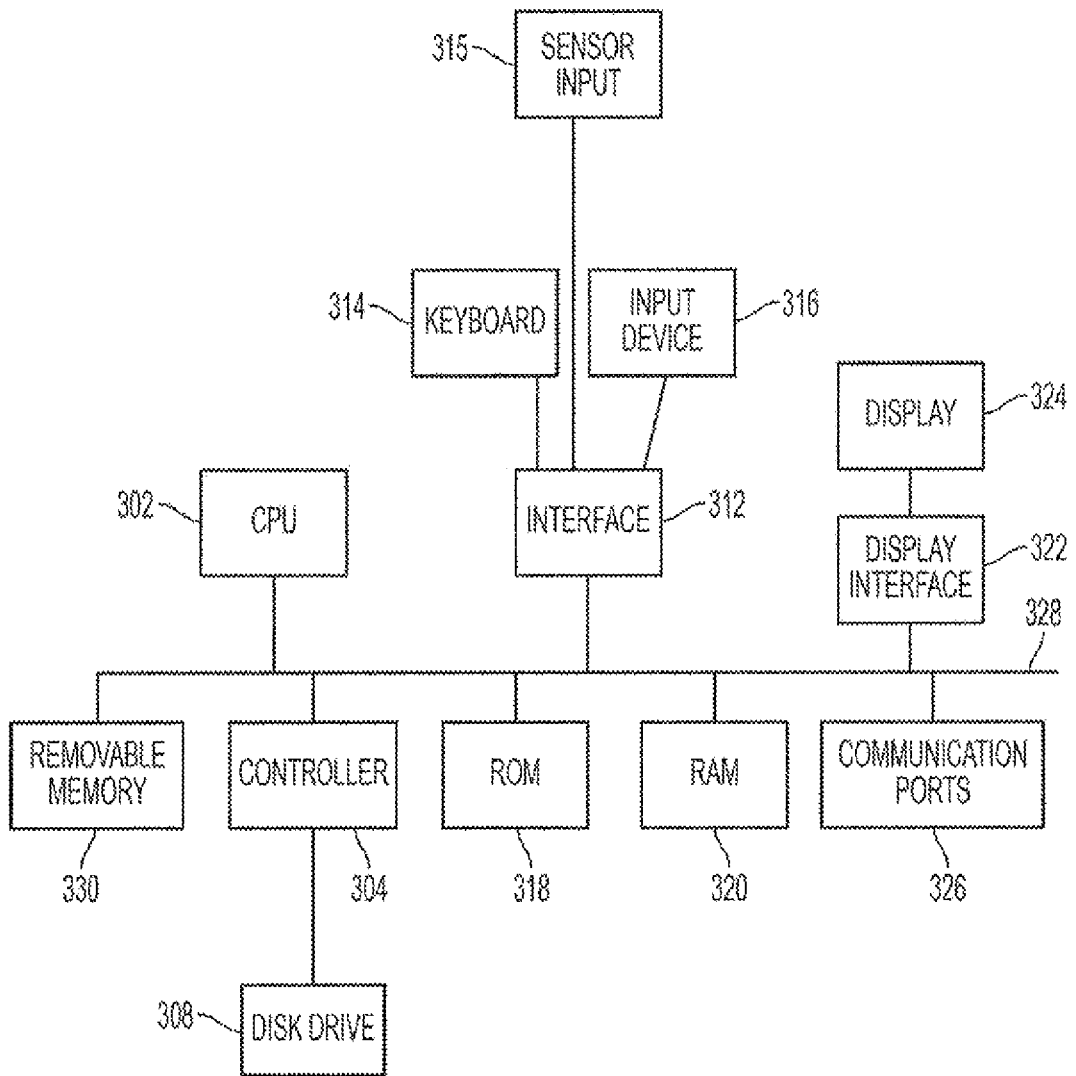 315
SENSOR
INPUT
314
KEYBOARD
INPUT
DEVICE
316
DISPLAY
324
302
CPU
INTERFACE
312
DISPLAY
INTERFACE
322
328
REMOVABLE
MEMORY
CONTROLLER
ROM
RAM
COMMUNICATION
PORTS
330
304
318
320
326
308
DISK DRIVE